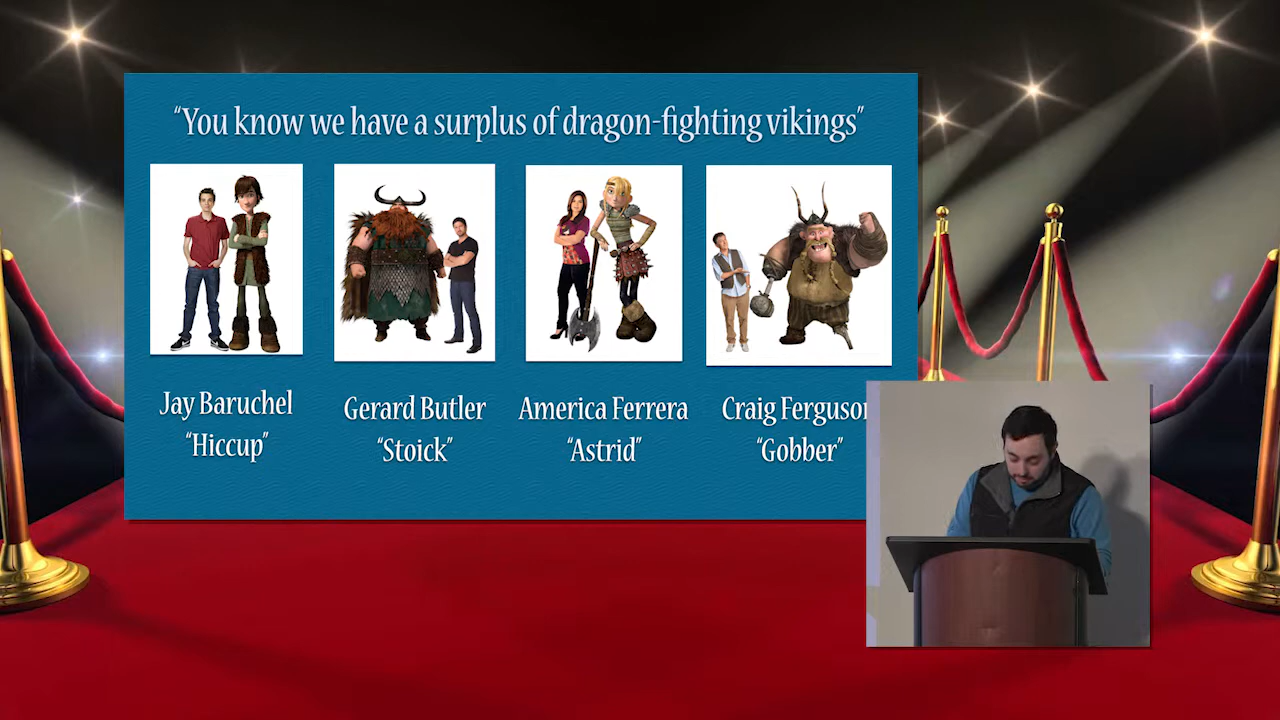 “You know we have a surplus of dragon-fighting vikings”
Jay Baruchel
“Hiccup”
Gerard Butler
“Stoick”
America Ferrera
“Astrid”
Craig Ferguson
“Gobber”